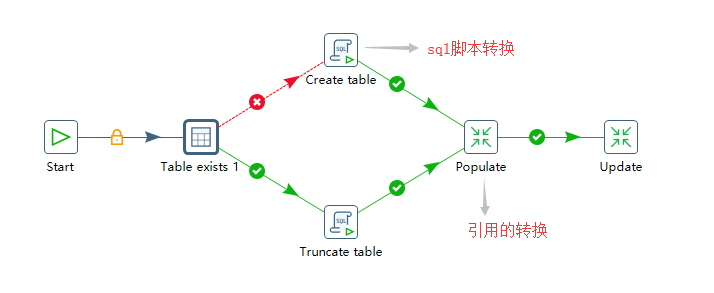 SQL
Create table
sql脚本转换
Start
Table exists 1
Populate
Update
SQL
Truncate table
引用的转换